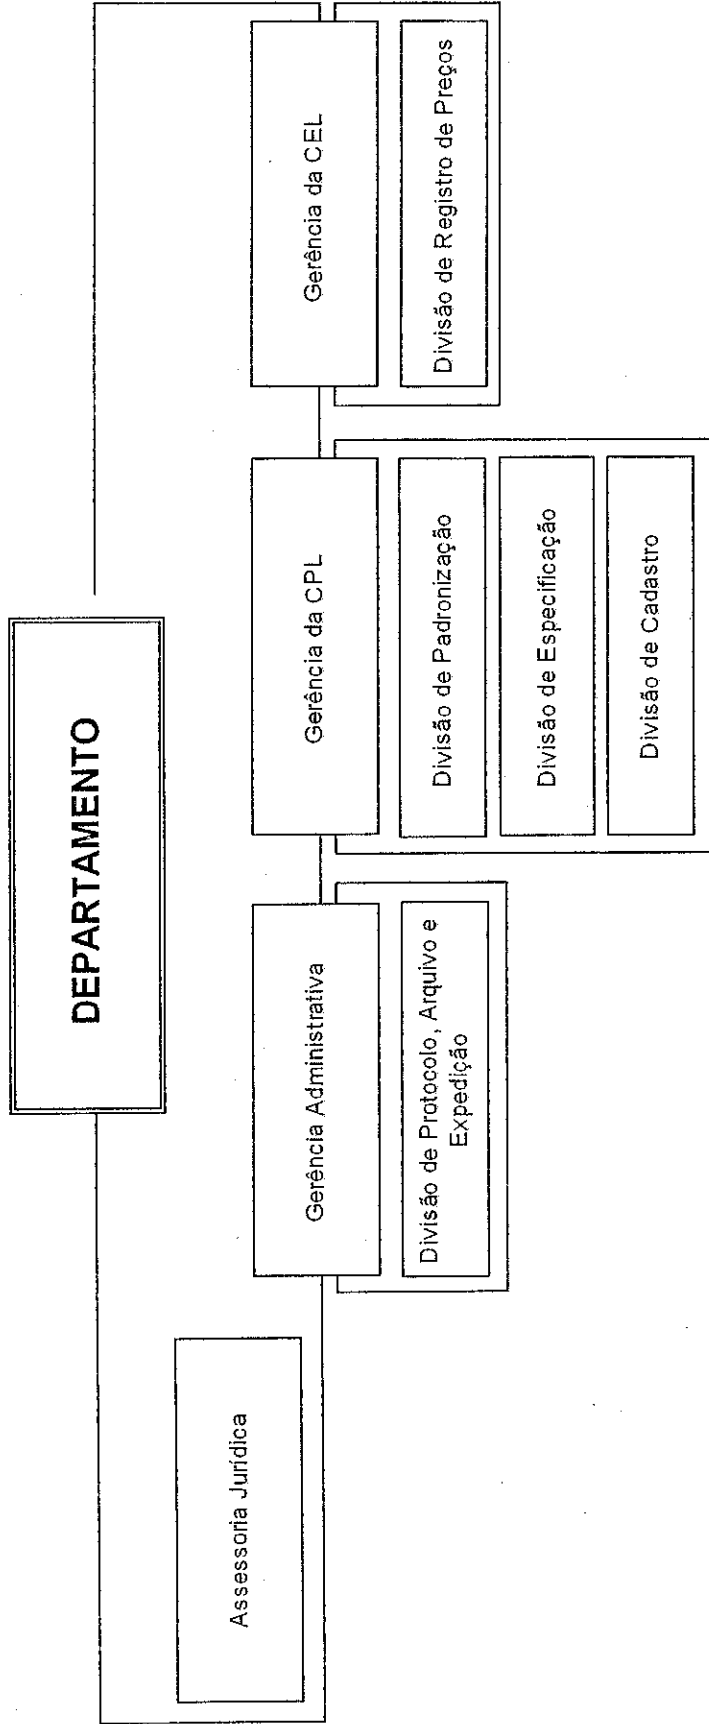 DEPARTAMENTO
Assessoria Jurídica
Gerência Administrativa
Divisão de Protocolo, Arquivo e
Expedição
Gerência da CPL
Divisão de Padronização
Divisão de Especificação
Divisão de Cadastro
Gerência da CEL
Divisão de Registro de Preços